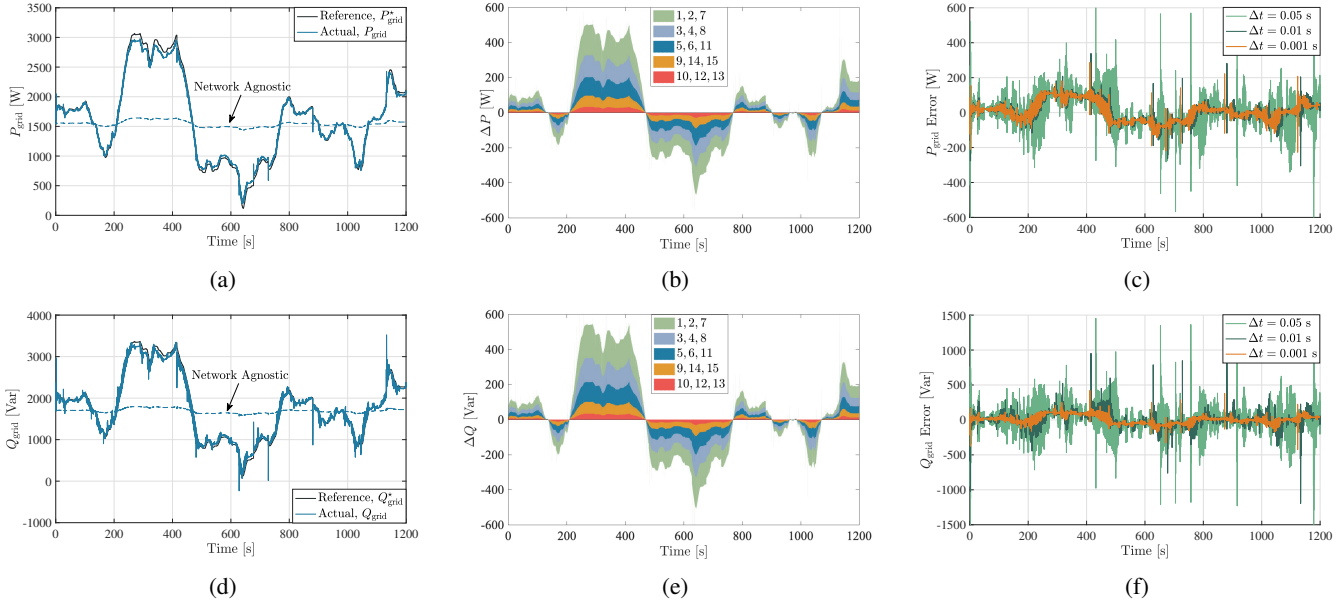 Reference, P*grid
Actual, Pgrid
Network Agnostic
Pgrid [W]
3500
3000
2500
2000
1500
1000
500
0
0 200 400 600 800 1000 1200
Time [s]
(a)
1, 2, 7
3, 4, 8
5, 6, 11
9, 14, 15
10, 12, 13
ΔP [W]
600
400
200
0
-200
-400
-600
0 200 400 600 800 1000 1200
Time [s]
(b)
Δt = 0.05 s
Δt = 0.01 s
Δt = 0.001 s
Pgrid Error [W]
600
400
200
0
-200
-400
600
0 200 400 600 800 1000 1200
Time [s]
(c)
Network Agnostic
Reference, Q*grid
Actual, Qgrid
Qgrid [Var]
4000
3000
2000
1000
0
-1000
0 200 400 600 800 1000 1200
Time [s]
(d)
1, 2, 7
3, 4, 8
5, 6, 11
9, 14, 15
10, 12, 13
ΔQ [Var]
600
400
200
0
-200
-400
-600
0 200 400 600 800 1000 1200
Time [s]
(e)
Δt = 0.05 s
Δt = 0.01 s
Δt = 0.001 s
Qgrid Error [Var]
1500
1000
500
0
-500
-1000
1500
0 200 400 600 800 1000 1200
Time [s]
(f)